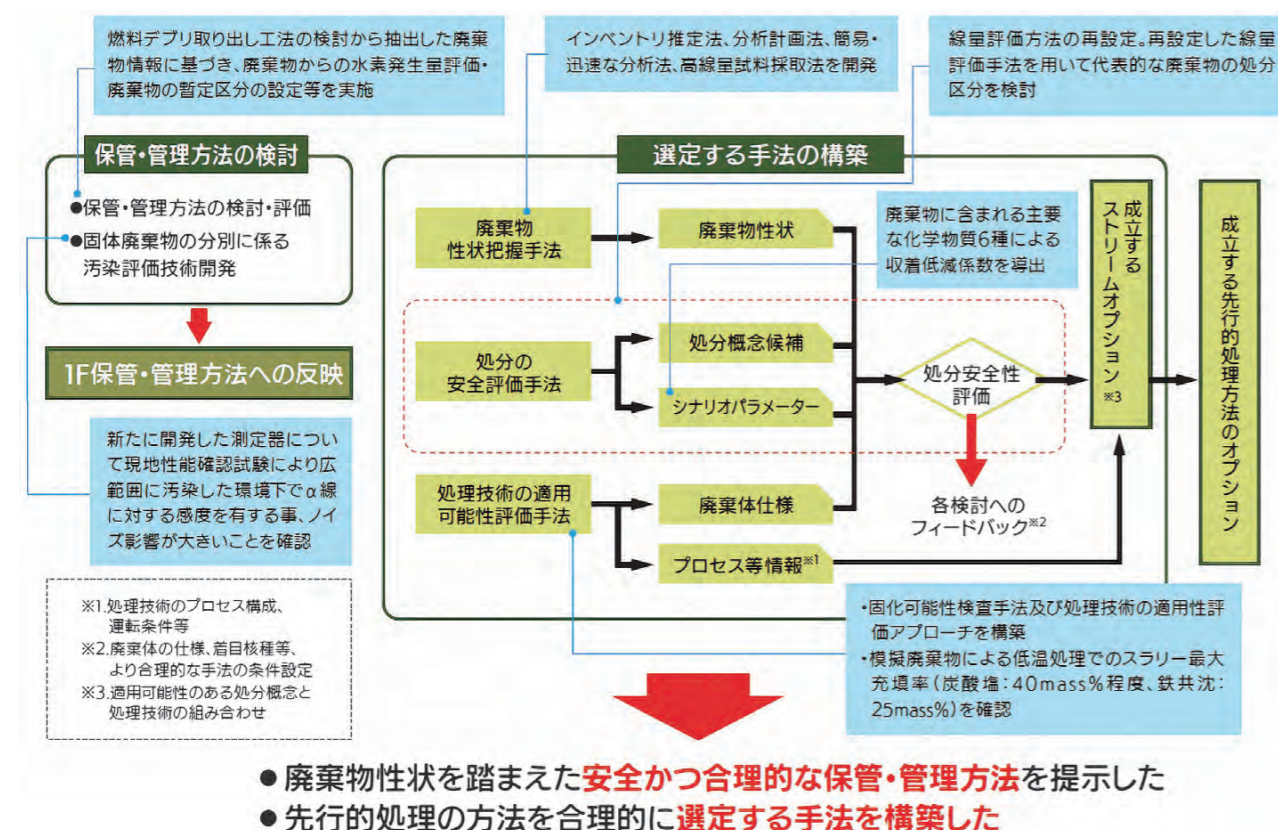 燃料デブリ取り出し工法の検討から抽出した廃棄
物情報に基づき、廃棄物からの水素発生量評価・
廃棄物の暫定区分の設定等を実施
インベントリ推定法、分析計画法、簡易・
迅速な分析法、高線量試料採取法を開発
線量評価方法の再設定。再設定した線量
評価手法を用いて代表的な廃棄物の処分
区分を検討
保管・管理方法の検討
●保管・管理方法の検討・評価
●固体廃棄物の分別に係る
汚染評価技術開発
1F保管・管理方法への反映
新たに開発した測定器につい
て現地性能確認試験により広
範囲に汚染した環境下でα線
に対する感度を有する事、ノイ
ズ影響が大きいことを確認
※1.処理技術のプロセス構成、
運転条件等
※2.廃棄体の仕様、着目核種等、
より合理的な手法の条件設定
※3.適用可能性のある処分概念と
処理技術の組み合わせ
選定する手法の構築
廃棄物
性状把握手法
廃棄物性状
廃棄物に含まれる主要
な化学物質6種による
収着低減係数を導出
処分の
安全評価手法
処分概念候補
シナリオパラメーター
処分安全性
評価
処理技術の適用
可能性評価手法
廃棄体仕様
プロセス等情報※1
各検討への
フィードバック※2
成立する
ストリームオプション※3
成立する先行的処理方法のオプション
・固化可能性検査手法及び処理技術の適用性評
価アプローチを構築
・模擬廃棄物による低温処理でのスラリー最大
充填率(炭酸塩:40mass%程度、鉄共沈:
25mass%)を確認
●廃棄物性状を踏まえた安全かつ合理的な保管・管理方法を提示した
●先行的処理の方法を合理的に選定する手法を構築した